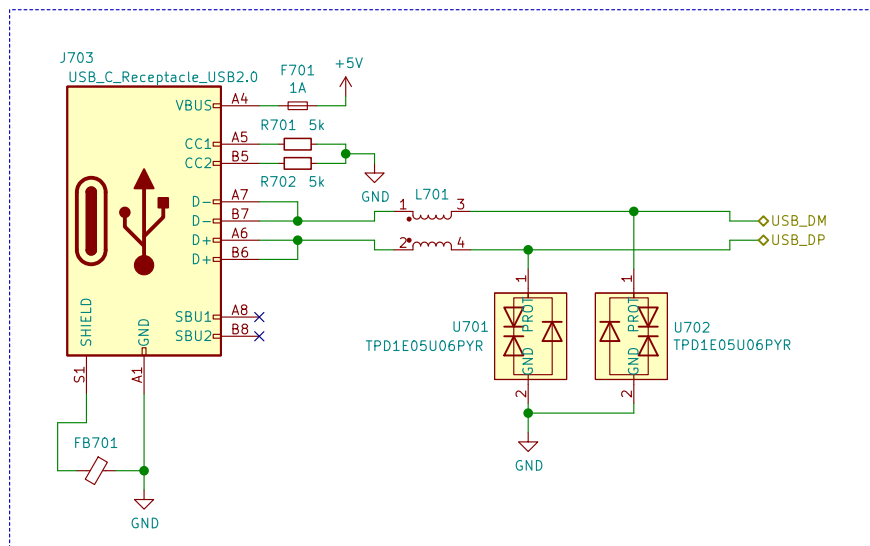 J703
USB_C_Receptacle_USB2.0
F701
1A
+5V
VBUS
A4
R701 5k
CC1
A5
CC2
B5
R702 5k
GND
D-
A7
D-
B7
D+
A6
D+
B6
L701
1
3
2
4
USB_DM
USB_DP
SBU1
A8
SBU2
B8
SHIELD
GND
S1
A1
FB701
GND
1
PROT
GND
2
U701
TPD1E05U06PYR
1
PROT
GND
2
U702
TPD1E05U06PYR
GND